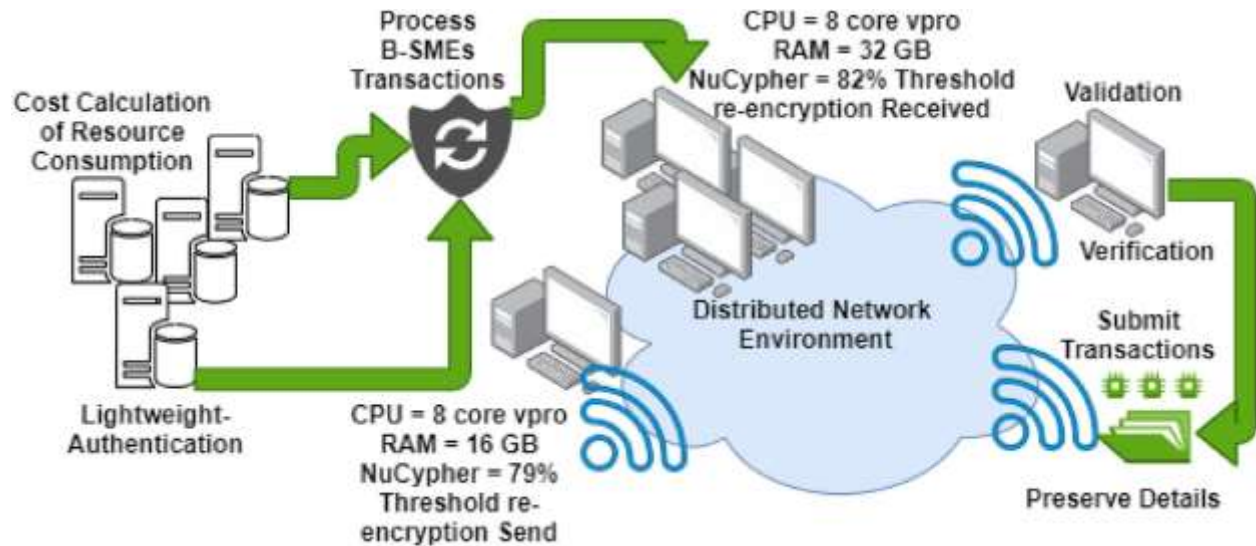 Process
B-SMEs
Transactions
CPU = 8 core vpro
RAM = 32 GB
NuCypher = 82% Threshold
re-encryption Received
Cost Calculation
of Resource
Consumption
Validation
Verification
Distributed Network
Environment
Submit
Transactions
Lightweight-
Authentication
CPU = 8 core vpro
RAM = 16 GB
NuCypher = 79%
Threshold re-
encryption Send
Preserve Details